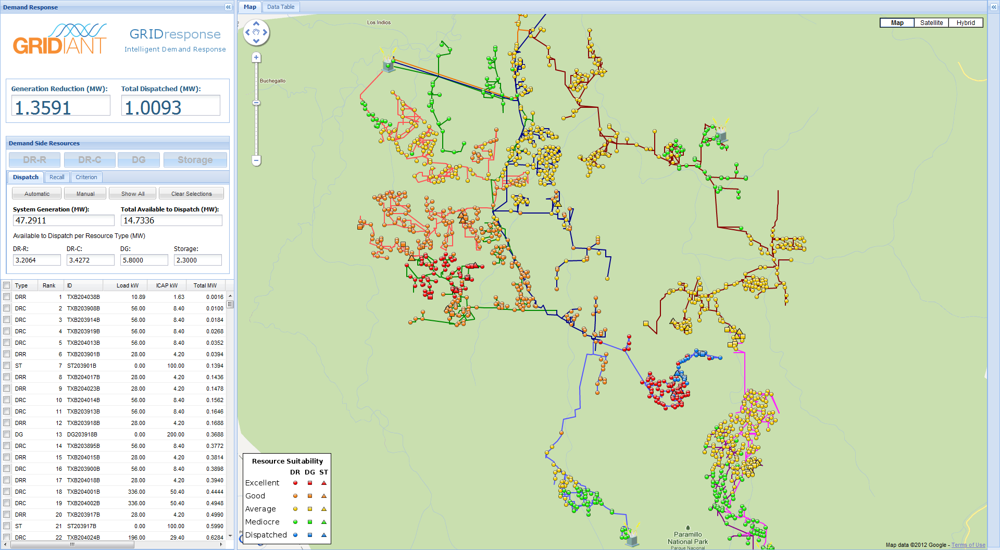 Demand Response
GRIDIANT
GRIDresponse
Intelligent Demand Response
Generation Reduction (MW): Total Dispatched (MW):
1.3591 1.0093
Demand Side Resources
DR-R DR-C DG Storage
Dispatch Recall Criterion
Automatic Manual Show All Clear Selections
System Generation (MW): Total Available to Dispatch (MW):
47.2911 14.7336
Available to Dispatch per Resource Type (MW)
DR-R: DR-C: DG: Storage:
3.2064 3.4272 5.8000 2.3000
Type Rank ID Load kW ICAP kW Total MW
DRR 1 TXB204038B 10.89 1.63 0.0016
DRC 2 TXB203908B 56.00 8.40 0.0100
DRC 3 TXB203914B 56.00 8.40 0.0184
DRC 4 TXB203919B 56.00 8.40 0.0268
DRC 5 TXB204013B 56.00 8.40 0.0352
DRR 6 TXB203901B 28.00 4.20 0.0394
ST 7 ST203901B 0.00 100.00 0.1394
DRR 8 TXB204017B 28.00 4.20 0.1436
DRR 9 TXB204023B 28.00 4.20 0.1478
DRC 10 TXB204014B 56.00 8.40 0.1562
DRC 11 TXB203913B 56.00 8.40 0.1646
DRR 12 TXB203918B 28.00 4.20 0.1688
DG 13 DG203918B 0.00 200.00 0.3688
DRC 14 TXB203895B 56.00 8.40 0.3772
DRR 15 TXB204015B 28.00 4.20 0.3814
DRC 16 TXB203900B 56.00 8.40 0.3898
DRR 17 TXB204018B 28.00 4.20 0.3940
DRC 18 TXB204001B 336.00 50.40 0.4444
DRC 19 TXB204002B 336.00 50.40 0.4948
DRR 20 TXB203917B 28.00 4.20 0.4990
ST 21 ST203917B 0.00 100.00 0.5990
DRC 22 TXB204024B 196.00 29.40 0.6284
Map Data Table
Los Indios
Buchegallo
Map Satellite Hybrid
Resource Suitability
DR DG ST
Excellent
Good
Average
Mediocre
Dispatched
Paramillo
National Park
Parque Nacional
Map data ©2012 Google - Terms of Use